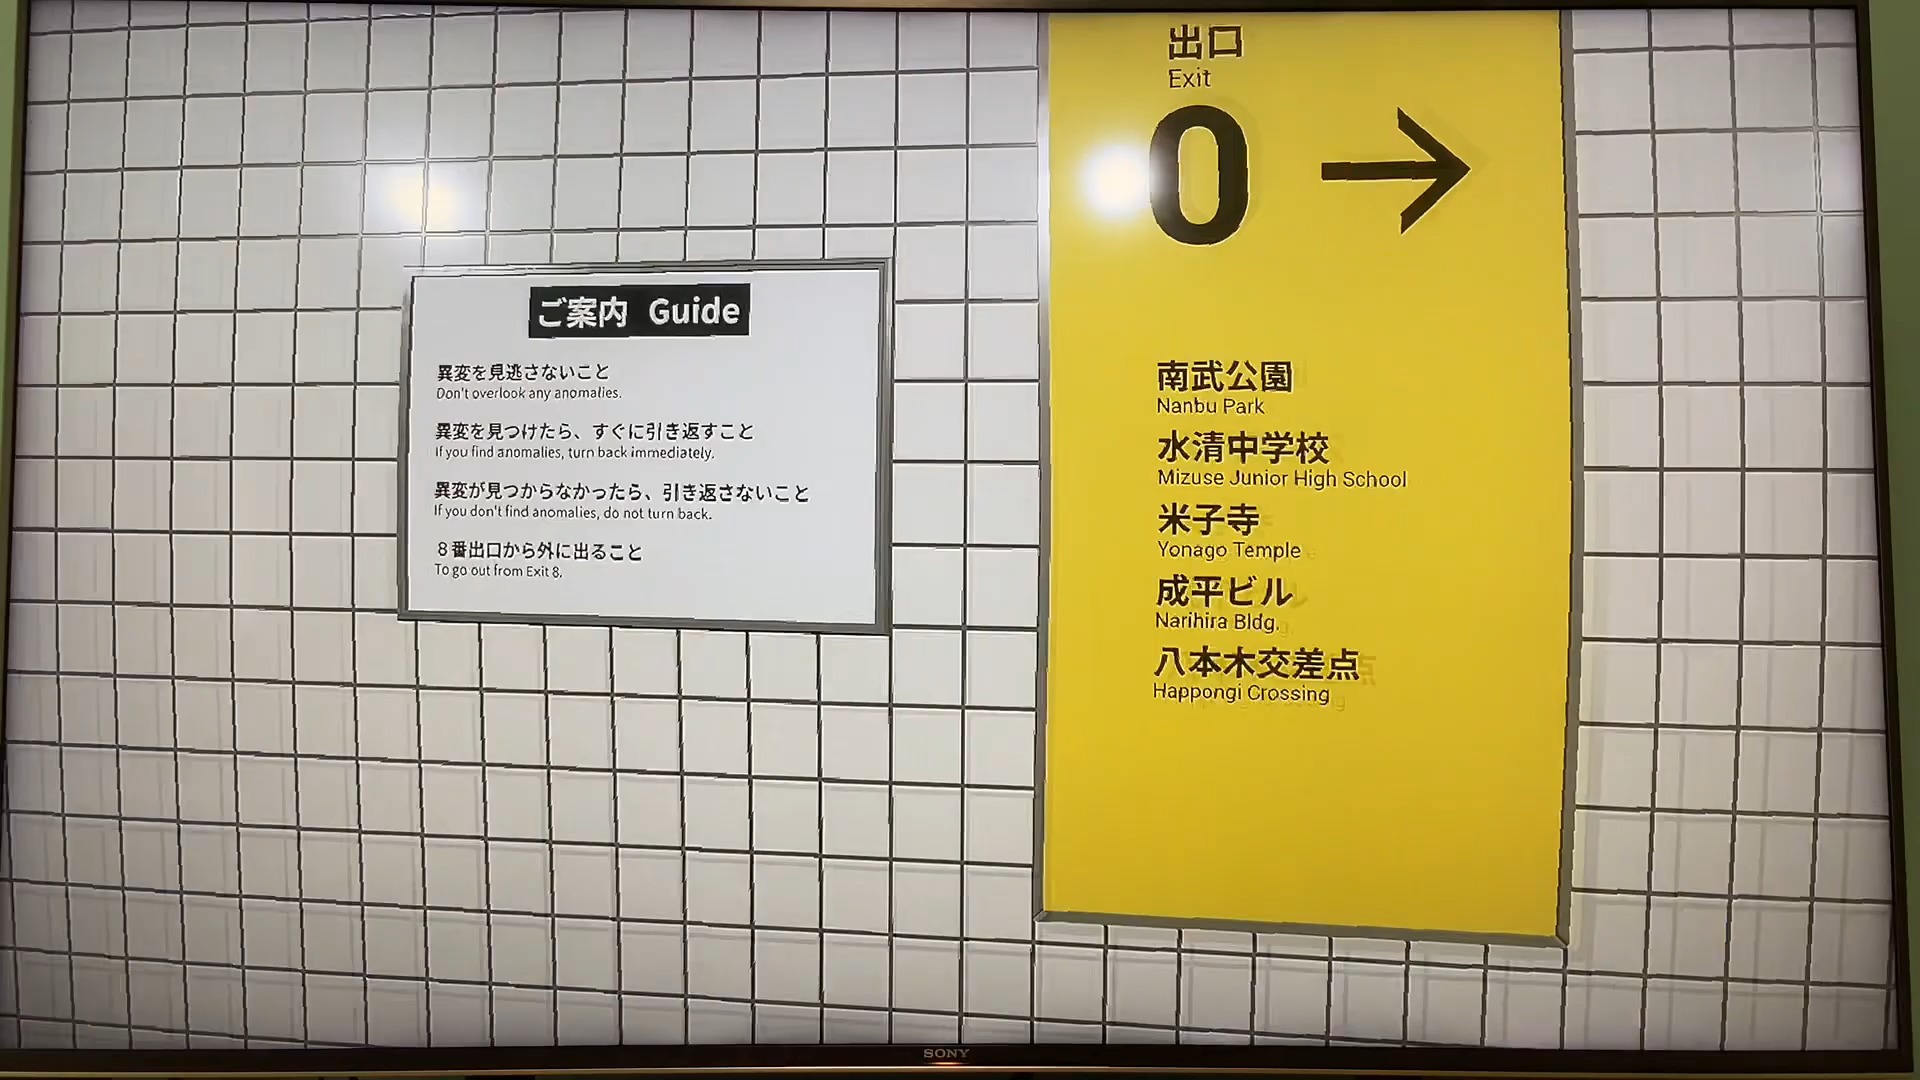 ご案内 Guide
異変を見逃さないこと
Don't overlook any anomalies.
異変を見つけたら、すぐに引き返すこと
If you find anomalies, turn back immediately.
異変が見つからなかったら、引き返さないこと
If you don't find anomalies, do not turn back.
8番出口から外に出ること
To go out from Exit 8.
出口
Exit
0
南武公園
Nanbu Park
水清中学校
Mizuse Junior High School
米子寺
Yonago Temple
成平ビル
Narihira Bldg.
八本木交差点
Happongi Crossing
SONY